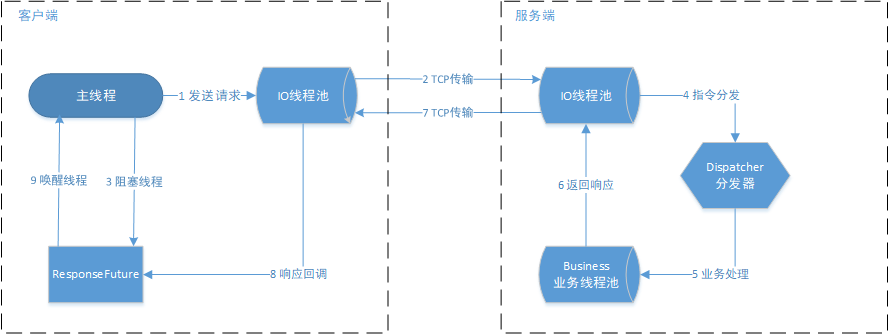 客户端
服务端
主线程
1 发送请求
IO线程池
2 TCP传输
7 TCP传输
IO线程池
4 指令分发
Dispatcher
分发器
9 唤醒线程
3 阻塞线程
6 返回响应
ResponseFuture
8 响应回调
Business
业务线程池
5 业务处理